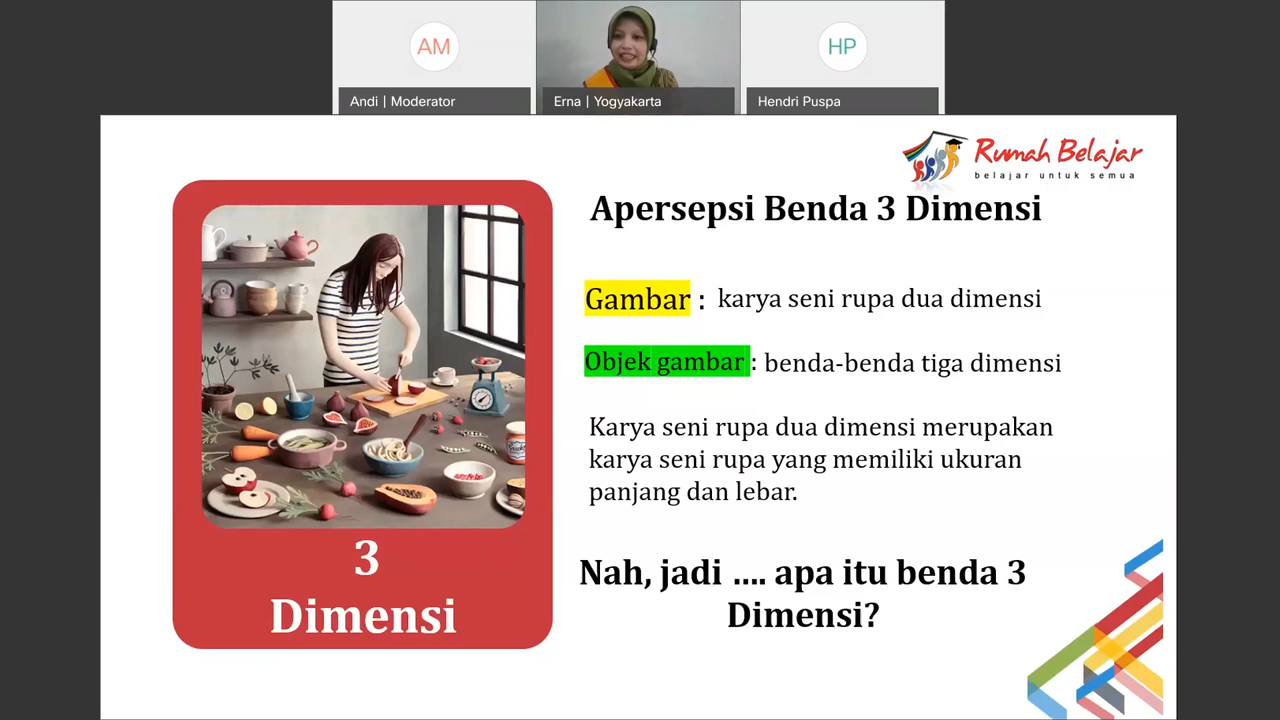 AM
HP
Andi | Moderator
Erna | Yogyakarta
Hendri Puspa
Rumah Belajar
belajar untuk semua
Apersepsi Benda 3 Dimensi
Gambar : karya seni rupa dua dimensi
Objek gambar : benda-benda tiga dimensi
Karya seni rupa dua dimensi merupakan
karya seni rupa yang memiliki ukuran
panjang dan lebar.
Nah, jadi .... apa itu benda 3
Dimensi?
3
Dimensi